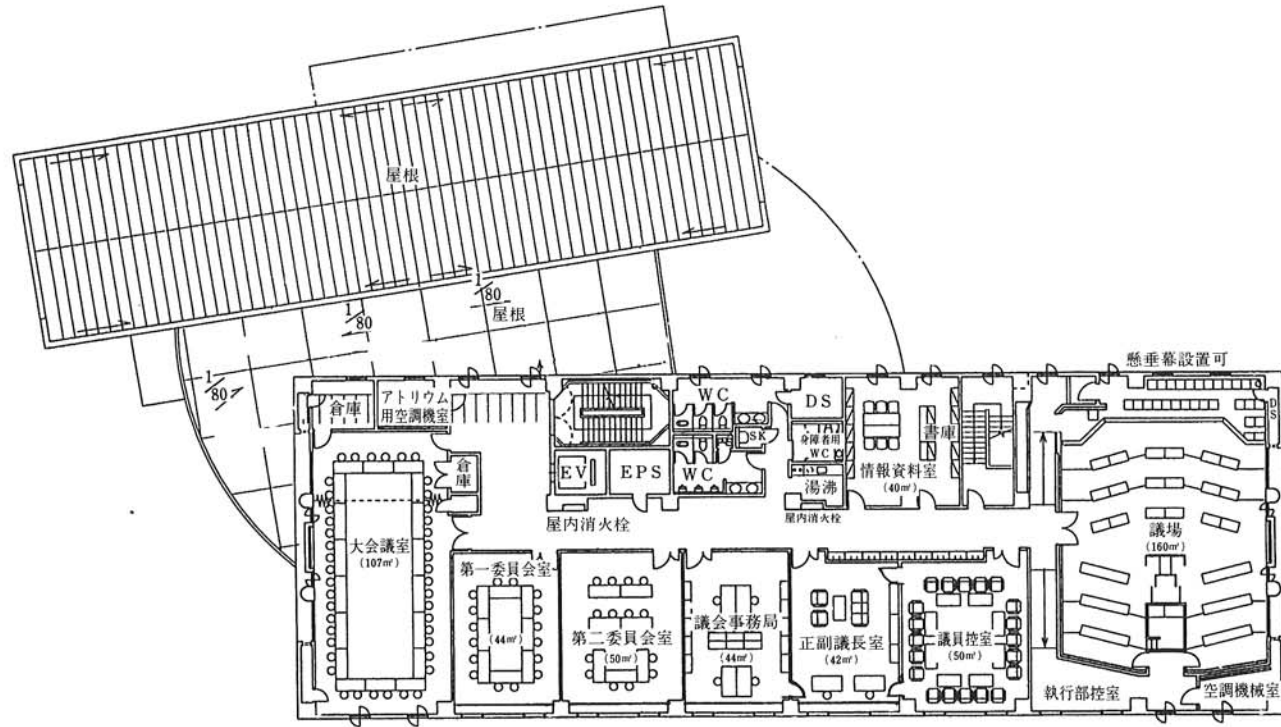 屋根
1/80
屋根
1/80
1/80
懸垂幕設置可
倉庫
アトリウム
用空調機室
WC
DS
DS
書庫
SK
身障者用
WC
倉庫
EV
EPS
WC
湯沸
情報資料室
(40㎡)
屋内消火栓
屋内消火栓
大会議室
(107㎡)
議場
(160㎡)
第一委員会室
(44㎡)
第二委員会室
(50㎡)
議会事務局
(44㎡)
正副議長室
(42㎡)
議員控室
(50㎡)
執行部控室
空調機械室